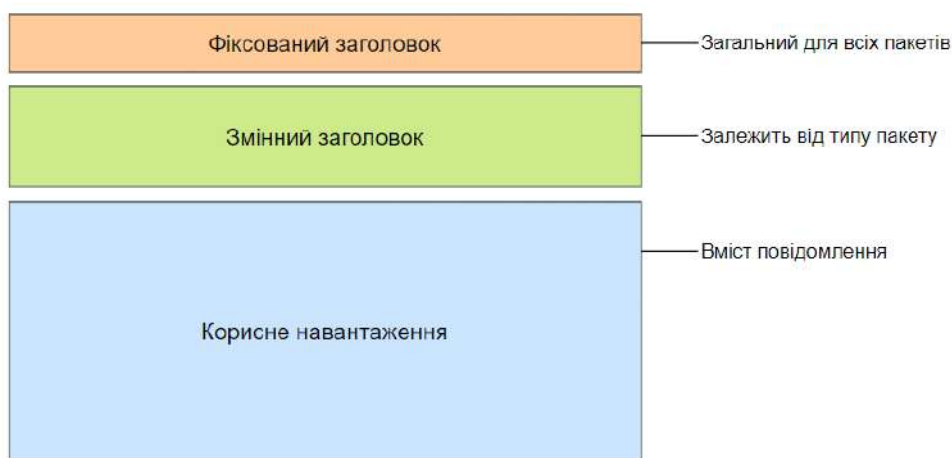 Фіксований заголовок
Загальний для всіх пакетів
Змінний заголовок
Залежить від типу пакету
Вміст повідомлення
Корисне навантаження